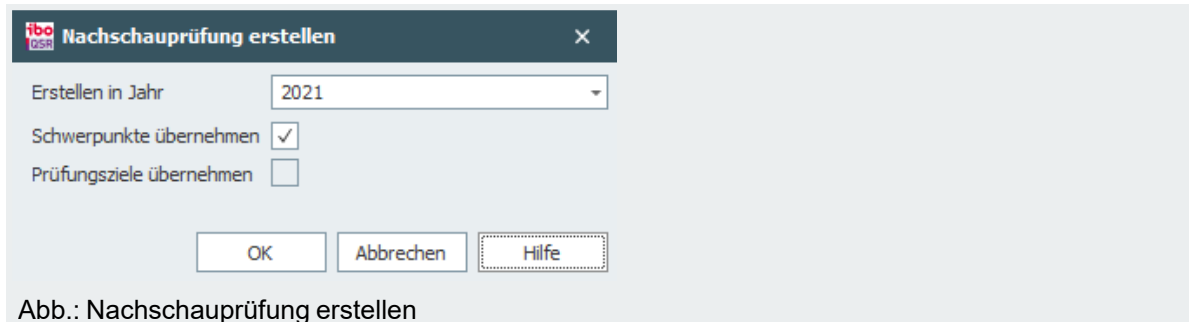 ibo
QSR
Nachschauprüfung erstellen
Erstellen in Jahr 2021
Schwerpunkte übernehmen
Prüfungsziele übernehmen
OK Abbrechen Hilfe
Abb.: Nachschauprüfung erstellen